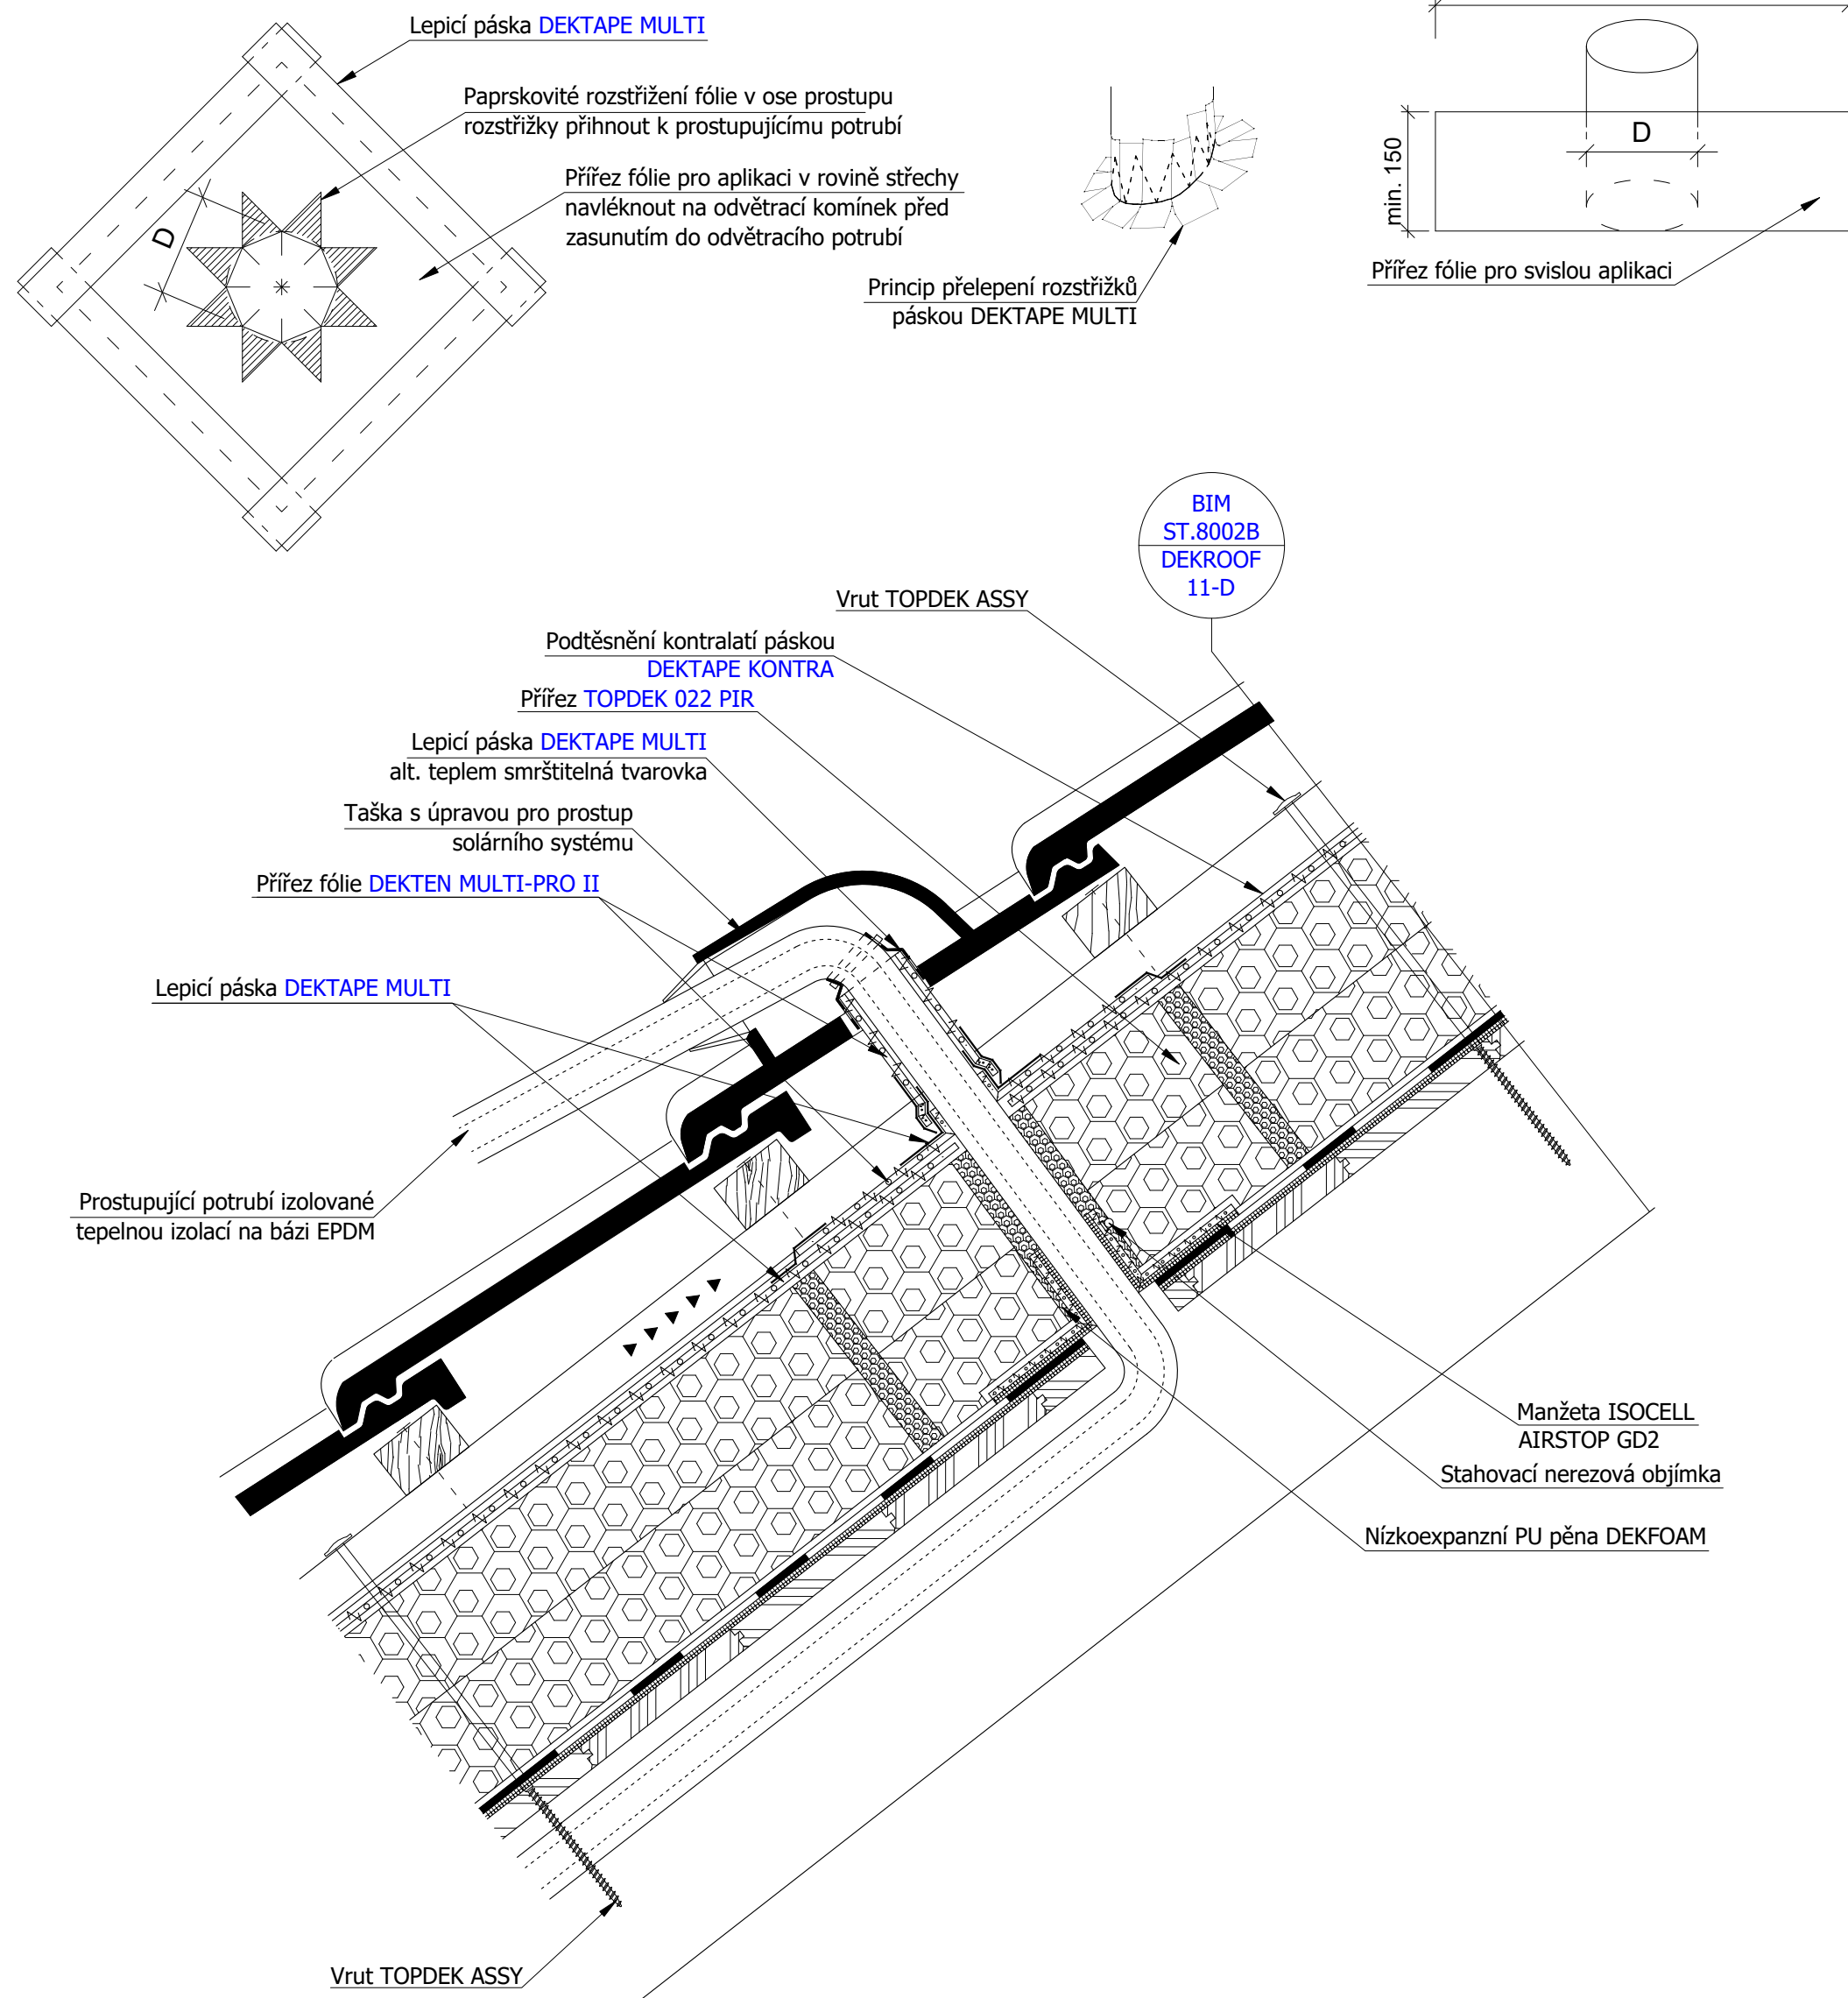 Lepicí páska DEKTAPE MULTI
Paprskovité rozstřižení fólie v ose prostupu
rozstřižky přihnout k prostupujícímu potrubí
Přířez fólie pro aplikaci v rovině střechy
navléknout na odvětrací komínek před
zasunutím do odvětracího potrubí
D
Princip přelepení rozstřižků
páskou DEKTAPE MULTI
D
min. 150
Přířez fólie pro svislou aplikaci
BIM
ST.8002B
DEKROOF
11-D
Vrut TOPDEK ASSY
Podtěsnění kontralatí páskou
DEKTAPE KONTRA
Přířez TOPDEK 022 PIR
Lepicí páska DEKTAPE MULTI
alt. teplem smrštitelná tvarovka
Taška s úpravou pro prostup
solárního systému
Přířez fólie DEKTEN MULTI-PRO II
Lepicí páska DEKTAPE MULTI
Prostupující potrubí izolované
tepelnou izolací na bázi EPDM
Manžeta ISOCELL
AIRSTOP GD2
Stahovací nerezová objímka
Nízkoexpanzní PU pěna DEKFOAM
Vrut TOPDEK ASSY